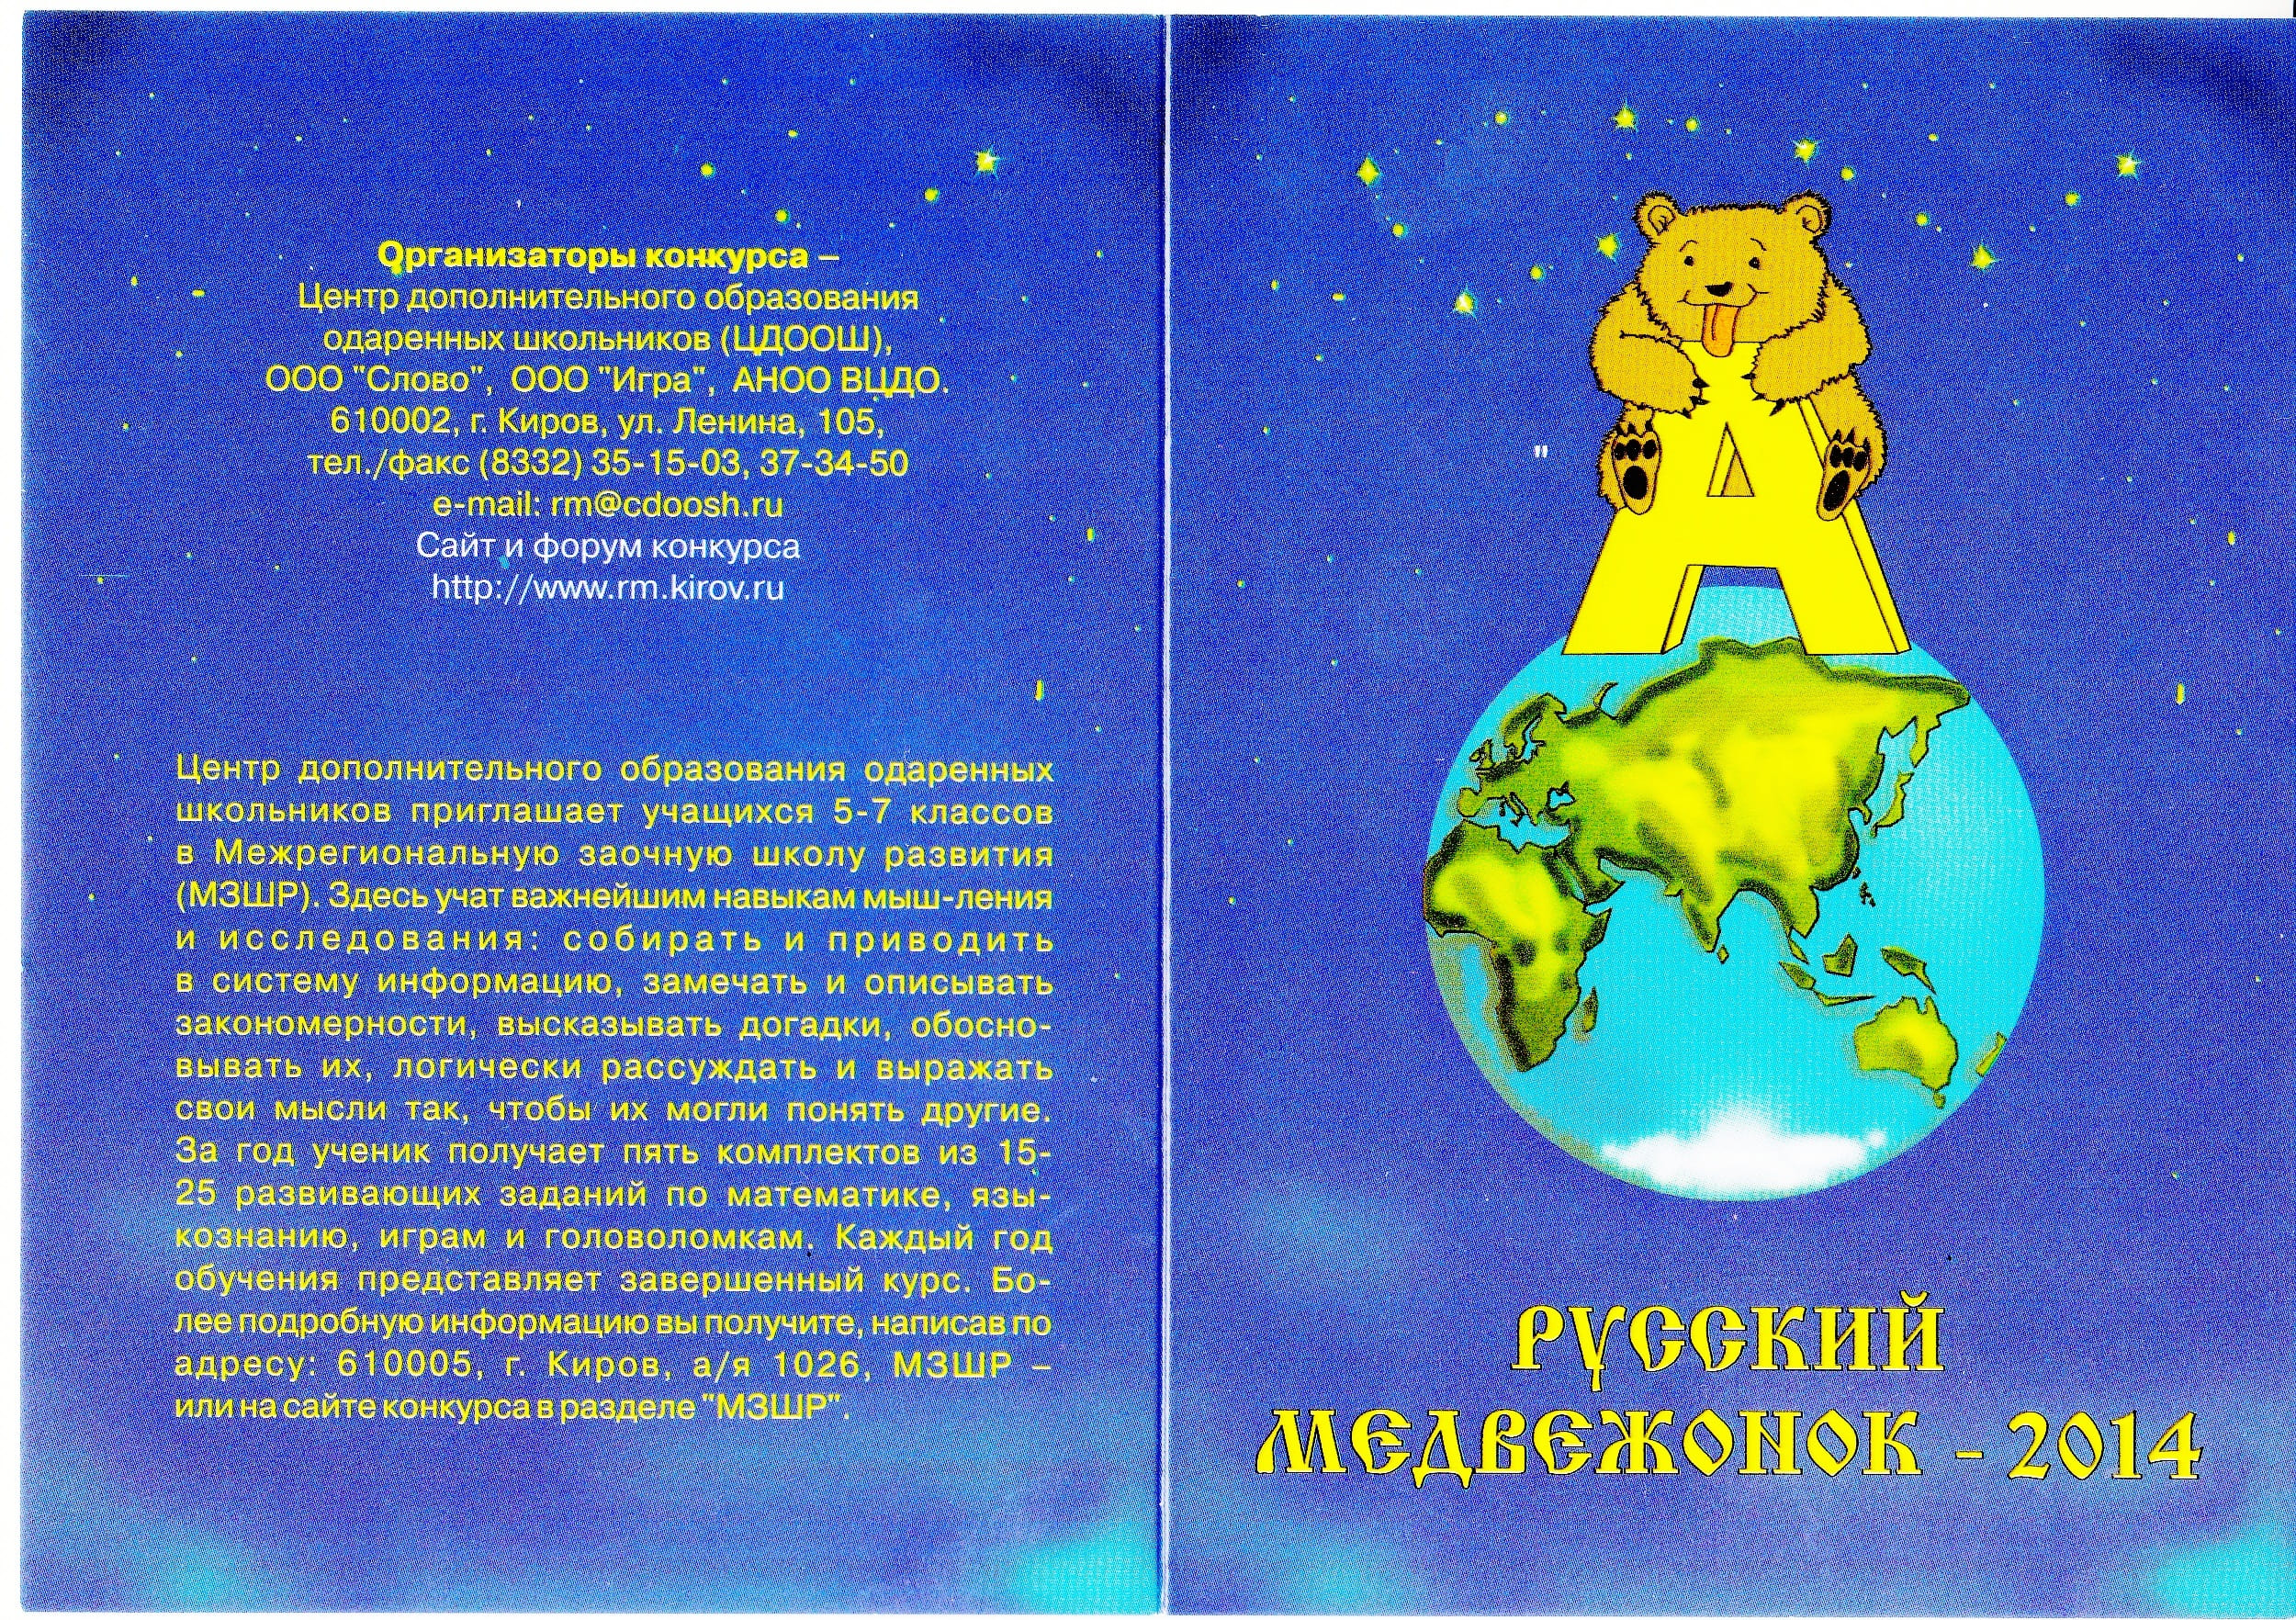 Организаторы конкурса –
Центр дополнительного образования
одаренных школьников (ЦДООШ),
ООО "Слово", ООО "Игра", АНОО ВЦДО.
610002, г. Киров, ул. Ленина, 105,
тел./факс (8332) 35-15-03, 37-34-50
e-mail: rm@cdoosh.ru
Сайт и форум конкурса
http://www.rm.kirov.ru
Центр дополнительного образования одаренных
школьников приглашает учащихся 5-7 классов
в Межрегиональную заочную школу развития
(МЗШР). Здесь учат важнейшим навыкам мыш-ления
и исследования: собирать и приводить
в систему информацию, замечать и описывать
закономерности, высказывать догадки, обосно-
вывать их, логически рассуждать и выражать
свои мысли так, чтобы их могли понять другие.
За год ученик получает пять комплектов из 15-
25 развивающих заданий по математике, язы-
кознанию, играм и головоломкам. Каждый год
обучения представляет завершенный курс. Бо-
лее подробную информацию вы получите, написав по
адресу: 610005, г. Киров, а/я 1026, МЗШР –
или на сайте конкурса в разделе "МЗШР".
"
А
РУССКИЙ
МЕДВЕЖОНОК - 2014